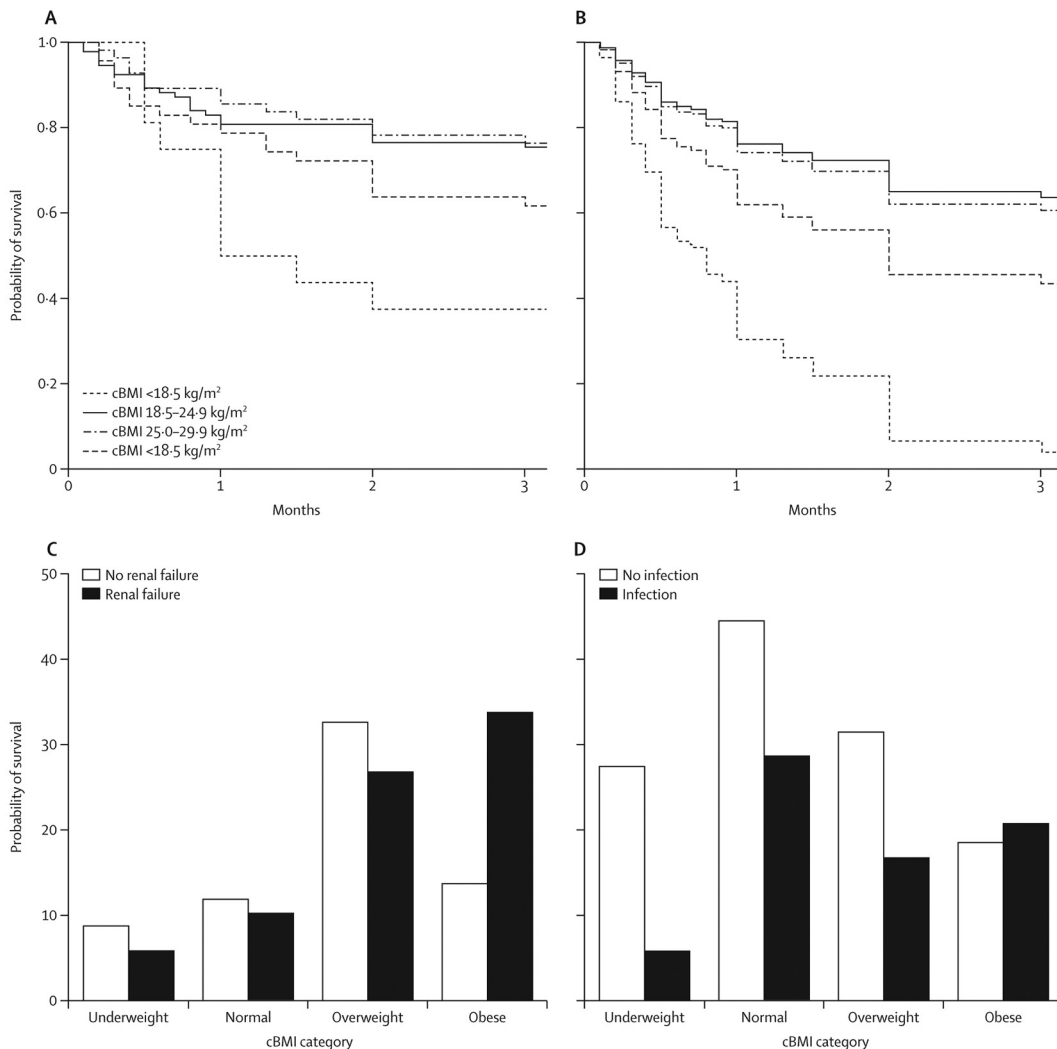 A
B
1·0
0·8
0·6
0·4
0·2
0
Probability of survival
cBMI <18·5 kg/m²
cBMI 18·5–24·9 kg/m²
cBMI 25·0–29·9 kg/m²
cBMI <18·5 kg/m²
0 1 2 3
Months
0 1 2 3
Months
C
No renal failure
Renal failure
50
40
30
20
10
0
Probability of survival
Underweight Normal Overweight Obese
cBMI category
D
No infection
Infection
Underweight Normal Overweight Obese
cBMI category